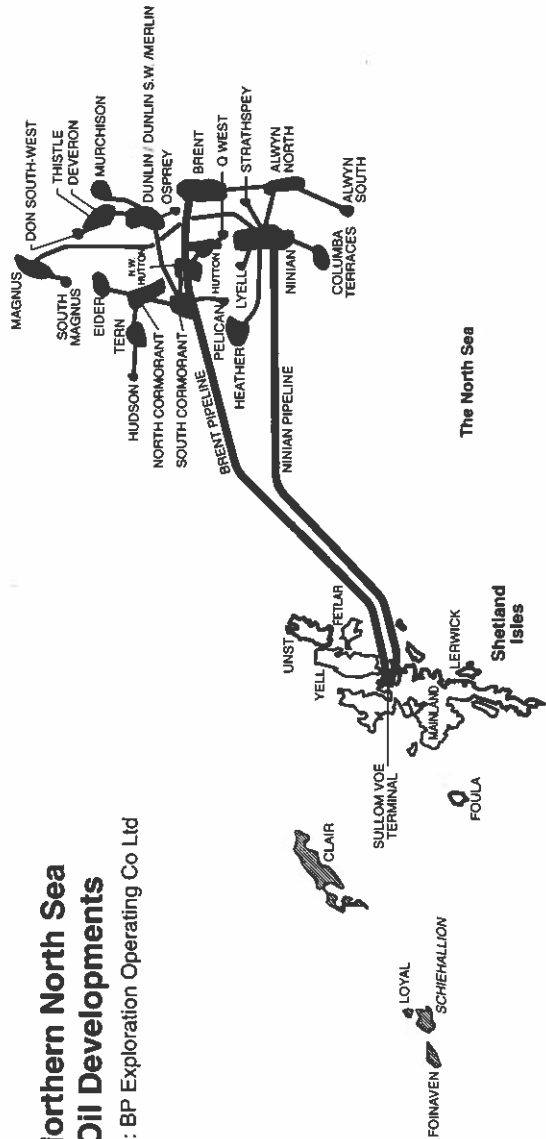 orthern North Sea
Oil Developments
: BP Exploration Operating Co Ltd
MAGNUS
DON SOUTH-WEST
THISTLE
DEVERON
MURCHISON
SOUTH
MAGNUS
EIDER
TERN
HUDSON
N.W.
HUTTON
DUNLIN / DUNLIN S.W. /MERLIN
OSPREY
BRENT
Q WEST
STRATHSPEY
ALWYN
NORTH
ALWYN
SOUTH
NORTH CORMORANT
SOUTH CORMORANT
HUTTON
PELICAN
LYELL
HEATHER
NINIAN
COLUMBA
TERRACES
BRENT PIPELINE
NINIAN PIPELINE
The North Sea
UNST
FETLAR
YELL
LERWICK
MAINLAND
Shetland
Isles
SULLOM VOE
TERMINAL
FOULA
CLAIR
LOYAL
SCHIEHALLION
FOINAVEN